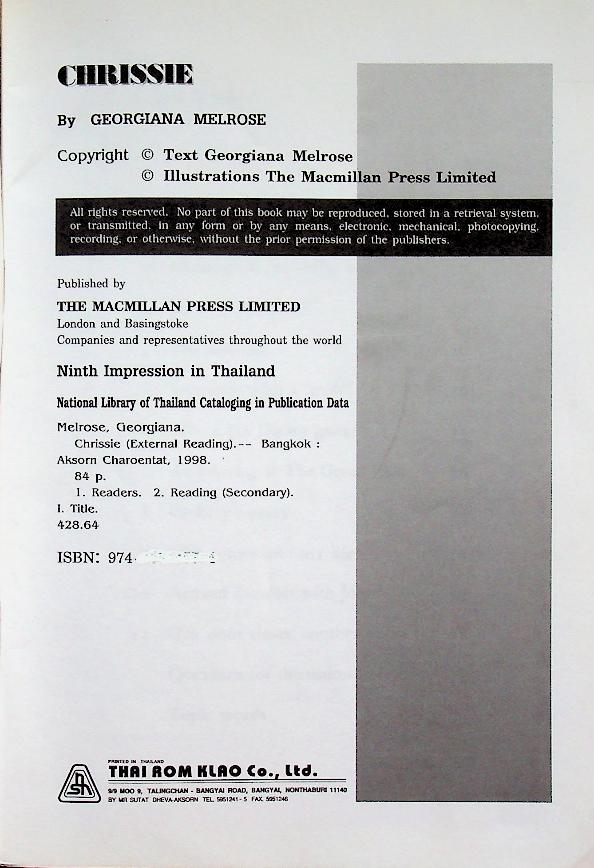 CHRISSIE
By GEORGIANA MELROSE
Copyright © Text Georgiana Melrose
© Illustrations The Macmillan Press Limited
All rights reserved. No part of this book may be reproduced, stored in a retrieval system,
or transmitted, in any form or by any means, electronic, mechanical, photocopying,
recording, or otherwise, without the prior permission of the publishers.
Published by
THE MACMILLAN PRESS LIMITED
London and Basingstoke
Companies and representatives throughout the world
Ninth Impression in Thailand
National Library of Thailand Cataloging in Publication Data
Melrose, Georgiana.
Chrissie (External Reading).-- Bangkok :
Aksorn Charoentat, 1998.
84 p.
1. Readers. 2. Reading (Secondary).
I. Title.
428.64
ISBN: 974-
PRINTED IN THAILAND
THAI ROM KLAO Co., Ltd.
9/9 MOO 9, TALINGCHAN - BANGYAI ROAD, BANGYAI, NONTHABURI 11140
BY MR SUTAT DHEVA-AKSORN TEL. 5951241-5 FAX. 5951246